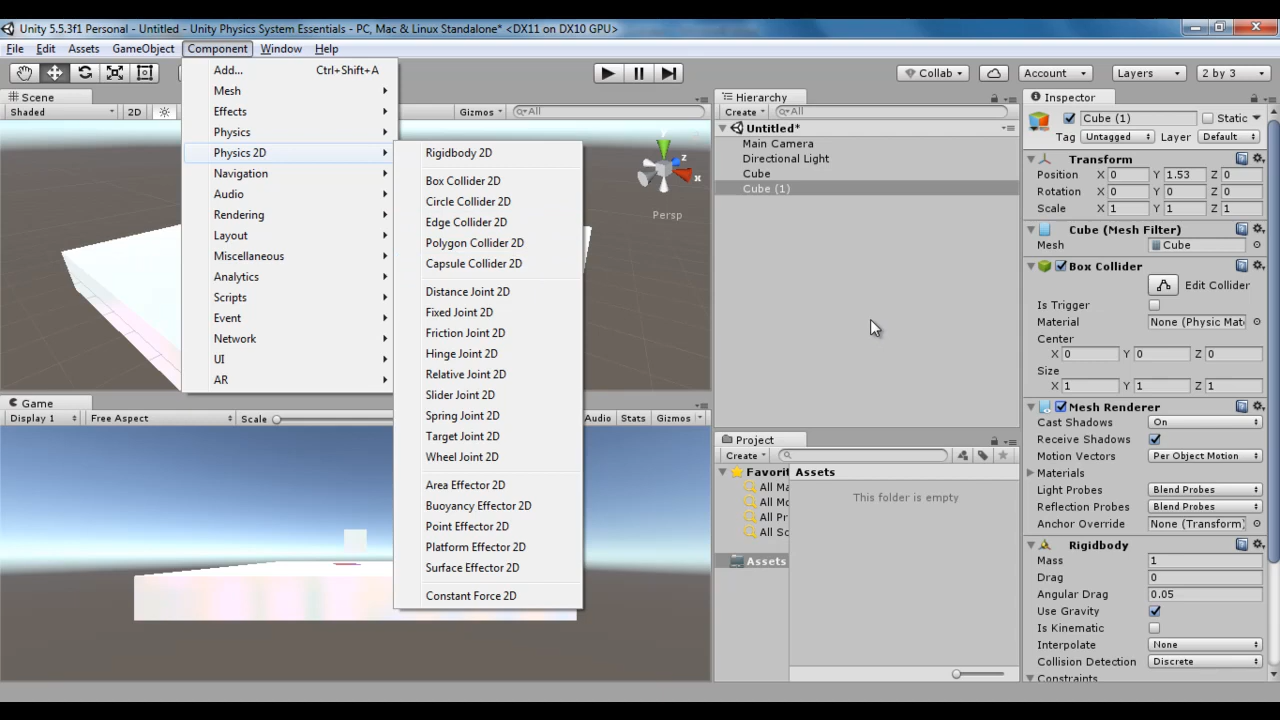 Unity 5.5.3f1 Personal - Untitled - Unity Physics System Essentials - PC, Mac & Linux Standalone* <DX11 on DX10 GPU>
File Edit Assets GameObject Component Window Help
Collab Account Layers 2 by 3
Scene
Shaded 2D Gizmos All
Add... Ctrl+Shift+A
Mesh
Effects
Physics
Physics 2D
Navigation
Audio
Rendering
Layout
Miscellaneous
Analytics
Scripts
Event
Network
UI
AR
Rigidbody 2D
Box Collider 2D
Circle Collider 2D
Edge Collider 2D
Polygon Collider 2D
Capsule Collider 2D
Distance Joint 2D
Fixed Joint 2D
Friction Joint 2D
Hinge Joint 2D
Relative Joint 2D
Slider Joint 2D
Spring Joint 2D
Target Joint 2D
Wheel Joint 2D
Area Effector 2D
Buoyancy Effector 2D
Point Effector 2D
Platform Effector 2D
Surface Effector 2D
Constant Force 2D
y
z
x
Persp
Game
Display 1 Free Aspect Scale Audio Stats Gizmos
Hierarchy
Create All
Untitled*
Main Camera
Directional Light
Cube
Cube (1)
Project
Create
Favorit
All Ma
All Mo
All Pr
All Sc
Assets
Assets
This folder is empty
Inspector
Cube (1) Static
Tag Untagged Layer Default
Transform
Position X 0 Y 1.53 Z 0
Rotation X 0 Y 0 Z 0
Scale X 1 Y 1 Z 1
Cube (Mesh Filter)
Mesh Cube
Box Collider
Edit Collider
Is Trigger
Material None (Physic Mat
Center
X 0 Y 0 Z 0
Size
X 1 Y 1 Z 1
Mesh Renderer
Cast Shadows On
Receive Shadows
Motion Vectors Per Object Motion
Materials
Light Probes Blend Probes
Reflection Probes Blend Probes
Anchor Override None (Transform)
Rigidbody
Mass 1
Drag 0
Angular Drag 0.05
Use Gravity
Is Kinematic
Interpolate None
Collision Detection Discrete
Constraints